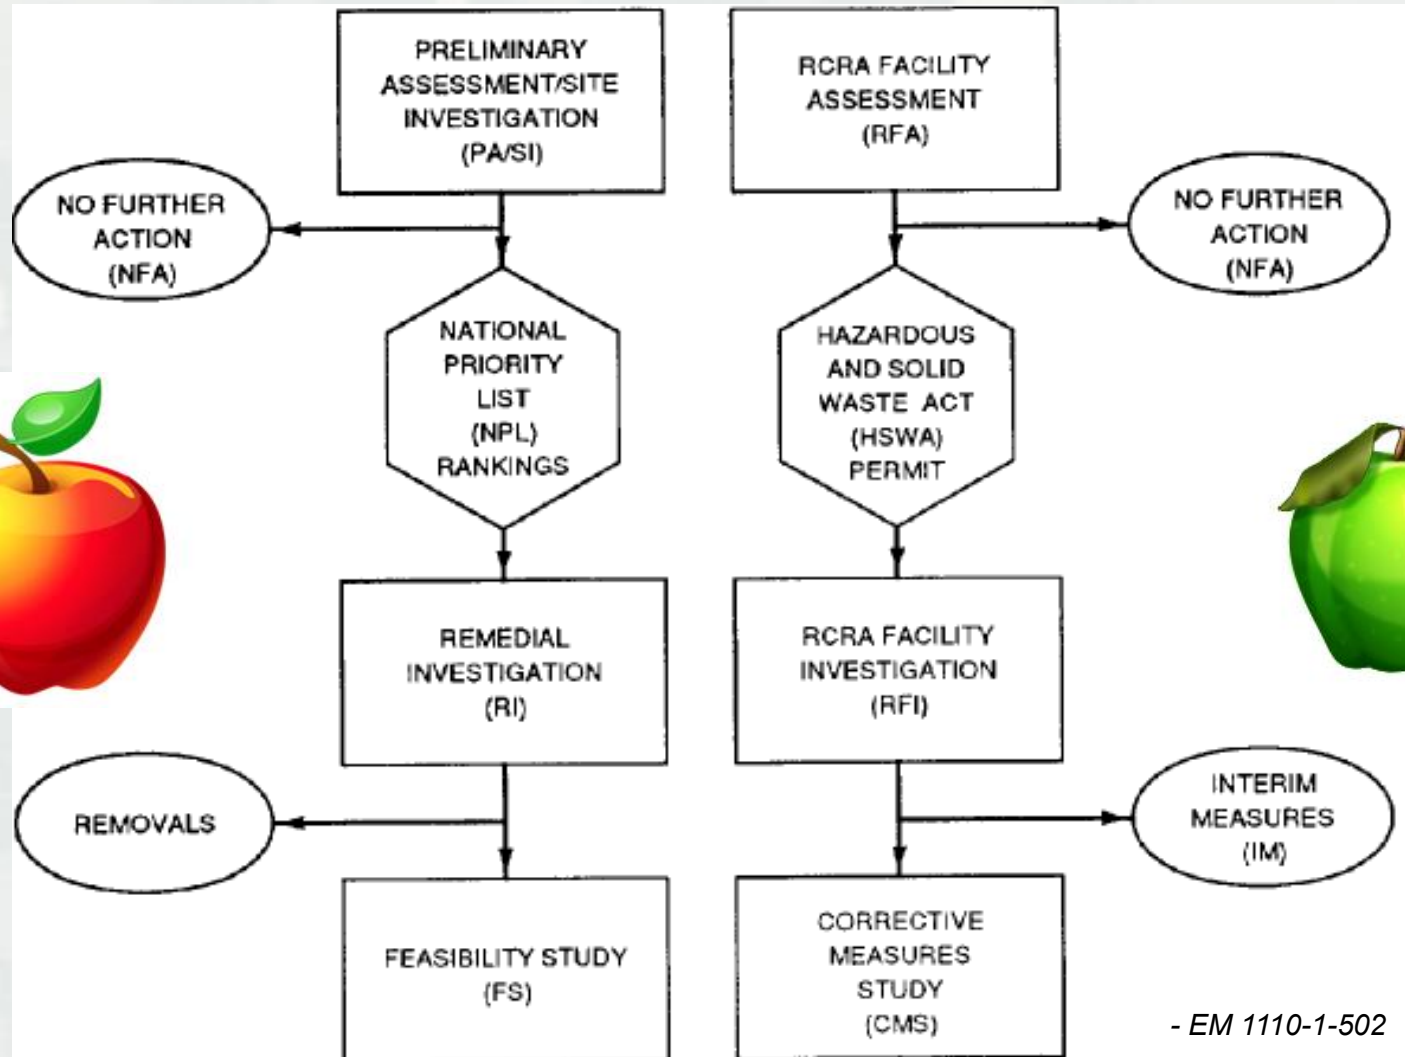 PRELIMINARY
ASSESSMENT/SITE
INVESTIGATION
(PA/SI)
RCRA FACILITY
ASSESSMENT
(RFA)
NO FURTHER
ACTION
(NFA)
NO FURTHER
ACTION
(NFA)
NATIONAL
PRIORITY
LIST
(NPL)
RANKINGS
HAZARDOUS
AND SOLID
WASTE ACT
(HSWA)
PERMIT
REMEDIAL
INVESTIGATION
(RI)
RCRA FACILITY
INVESTIGATION
(RFI)
REMOVALS
INTERIM
MEASURES
(IM)
FEASIBILITY STUDY
(FS)
CORRECTIVE
MEASURES
STUDY
(CMS)
- EM 1110-1-502